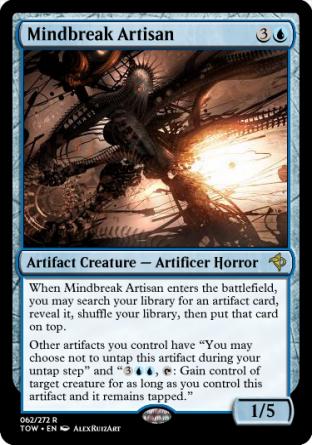 Mindbreak Artisan 3
Artifact Creature — Artificer Horror
When Mindbreak Artisan enters the battlefield,
you may search your library for an artifact card,
reveal it, shuffle your library, then put that card
on top.
Other artifacts you control have “You may
choose not to untap this artifact during your
untap step” and “3, : Gain control of
target creature for as long as you control this
artifact and it remains tapped.”
062/272 R
TOW • EN AlexRuizArt
1/5